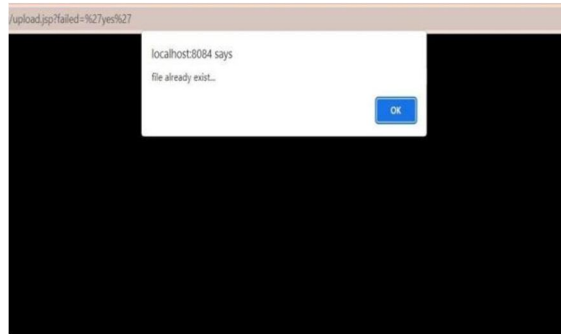 /upload.jsp?failed=%27yes%27
localhost:8084 says
file already exist...
OK